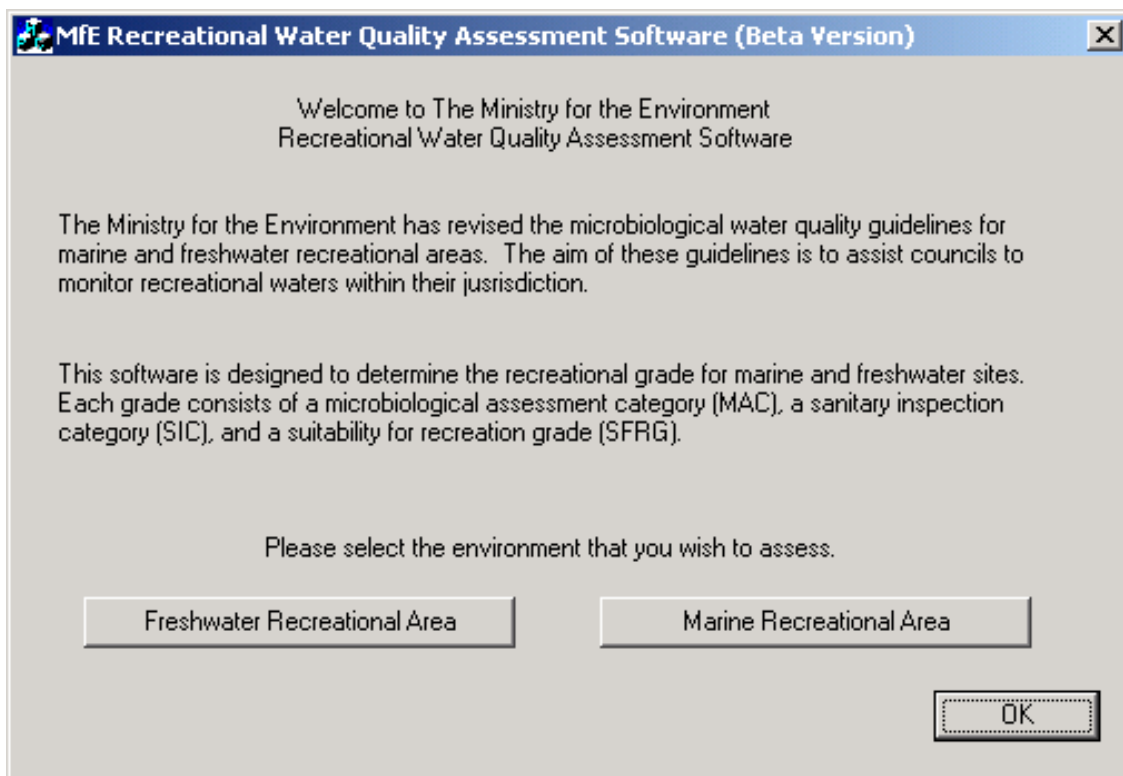 MfE Recreational Water Quality Assessment Software (Beta Version)
Welcome to The Ministry for the Environment
Recreational Water Quality Assessment Software
The Ministry for the Environment has revised the microbiological water quality guidelines for
marine and freshwater recreational areas.  The aim of these guidelines is to assist councils to
monitor recreational waters within their jusrisdiction.
This software is designed to determine the recreational grade for marine and freshwater sites.
Each grade consists of a microbiological assessment category (MAC), a sanitary inspection
category (SIC), and a suitability for recreation grade (SFRG).
Please select the environment that you wish to assess.
Freshwater Recreational Area
Marine Recreational Area
OK